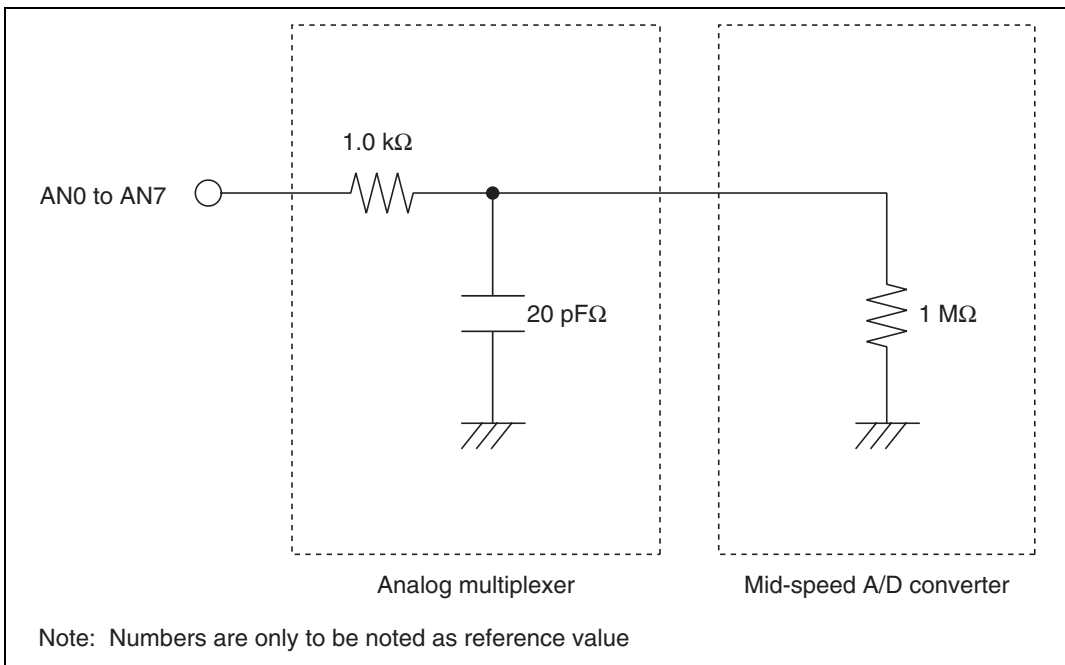 1.0 kΩ
AN0 to AN7
20 pFΩ
1 MΩ
Analog multiplexer
Mid-speed A/D converter
Note: Numbers are only to be noted as reference value